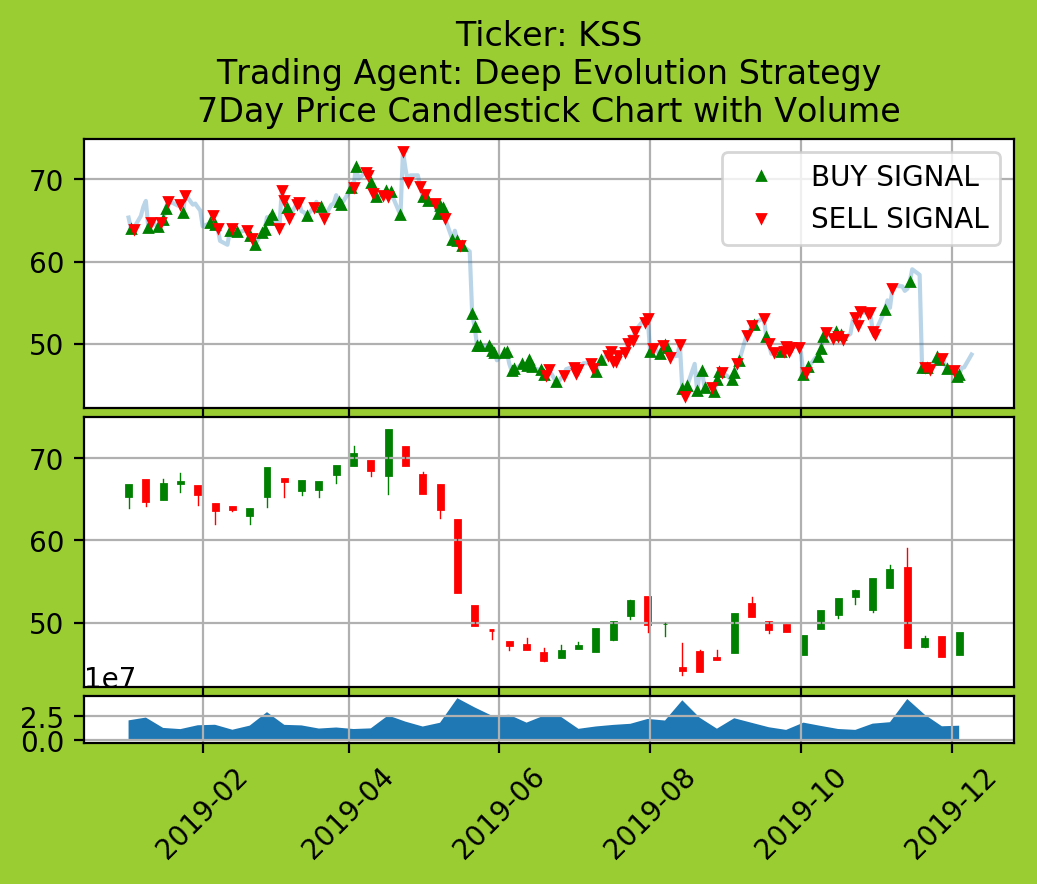 Ticker: KSS
Trading Agent: Deep Evolution Strategy
7Day Price Candlestick Chart with Volume
70
60
50
BUY SIGNAL
SELL SIGNAL
70
60
50
1e7
2.5
0.0
2019-02
2019-04
2019-06
2019-08
2019-10
2019-12